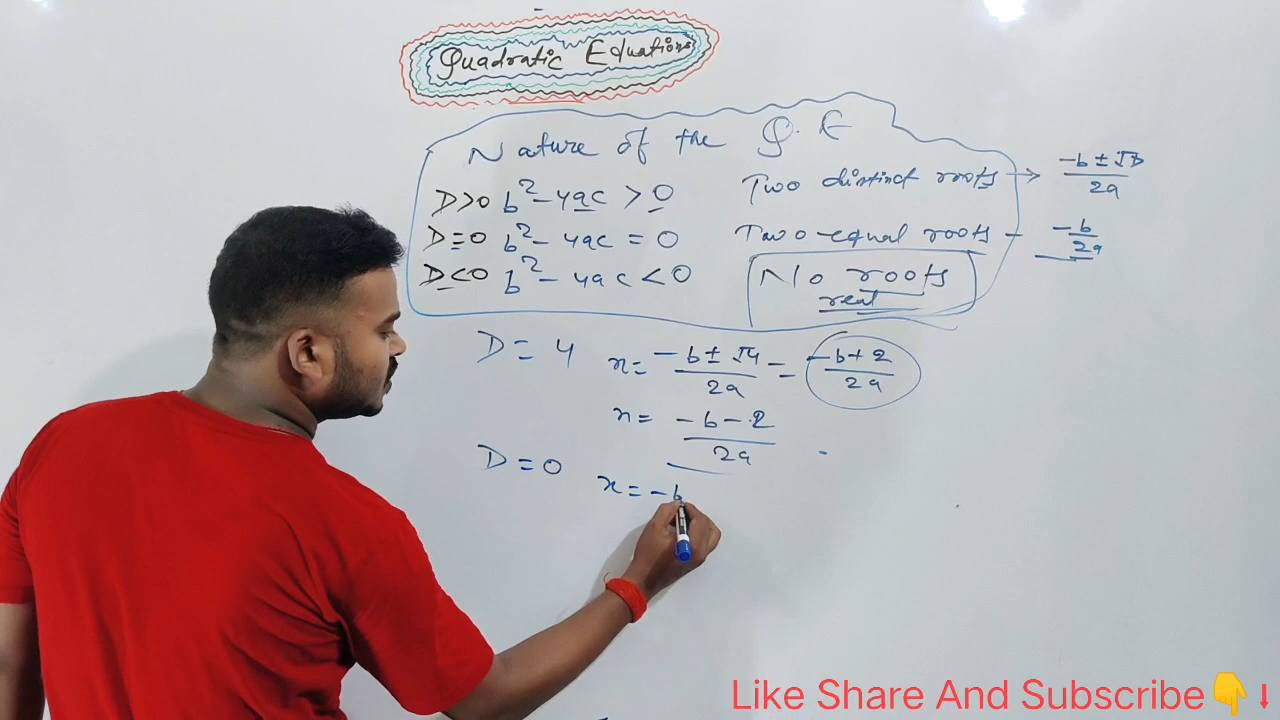 Quadratic Equations
Nature of the Q.E
D>0 b²-4ac > 0 Two distinct roots → -b ± √D / 2a
D=0 b²-4ac = 0 Two equal roots - -b / 2a
D<0 b²-4ac < 0 No roots
real
D = 4 x = -b ± √4 / 2a = -b+2 / 2a
x = -b-2 / 2a
D = 0
x = -b
Like Share And Subscribe👇↓